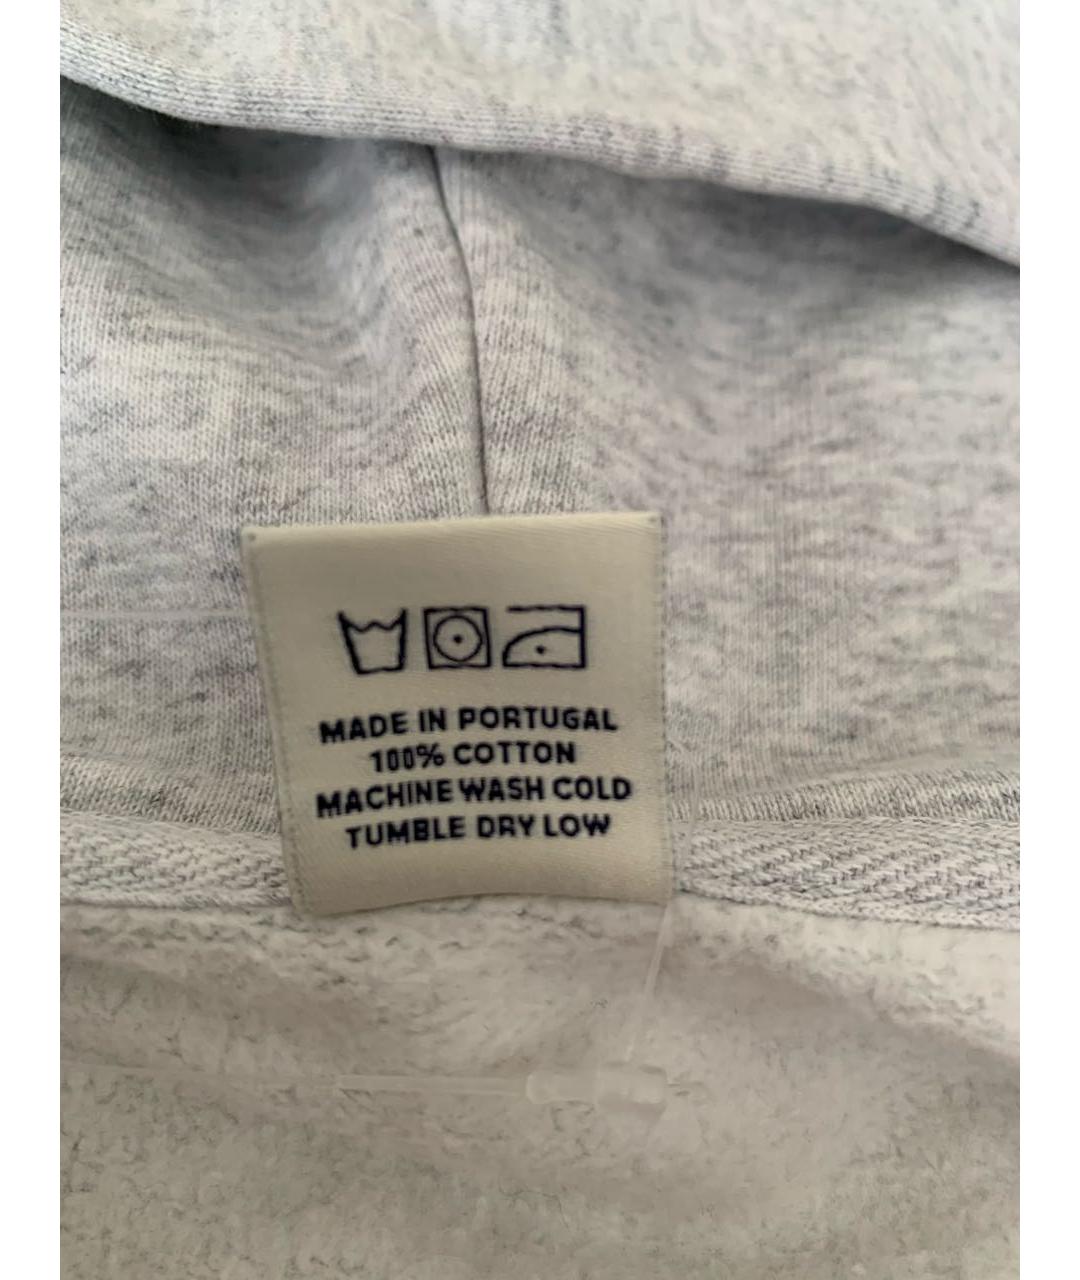 MADE IN PORTUGAL
100% COTTON
MACHINE WASH COLD
TUMBLE DRY LOW